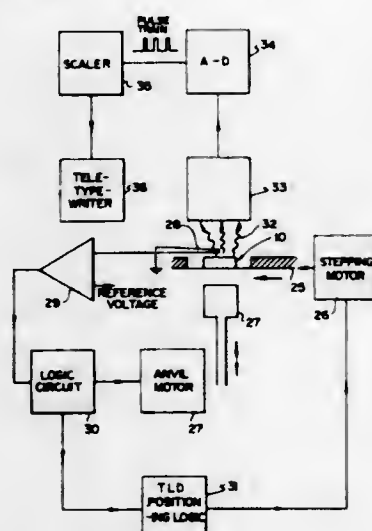 PULSE
TRAIN
SCALER
35
A-D
34
TELE-
TYPE-
WRITER
36
33
28
32
10
25
STEPPING
MOTOR
26
29
REFERENCE
VOLTAGE
27
LOGIC
CIRCUIT
30
ANVIL
MOTOR
27
TLD
POSITION
-ING LOGIC
31